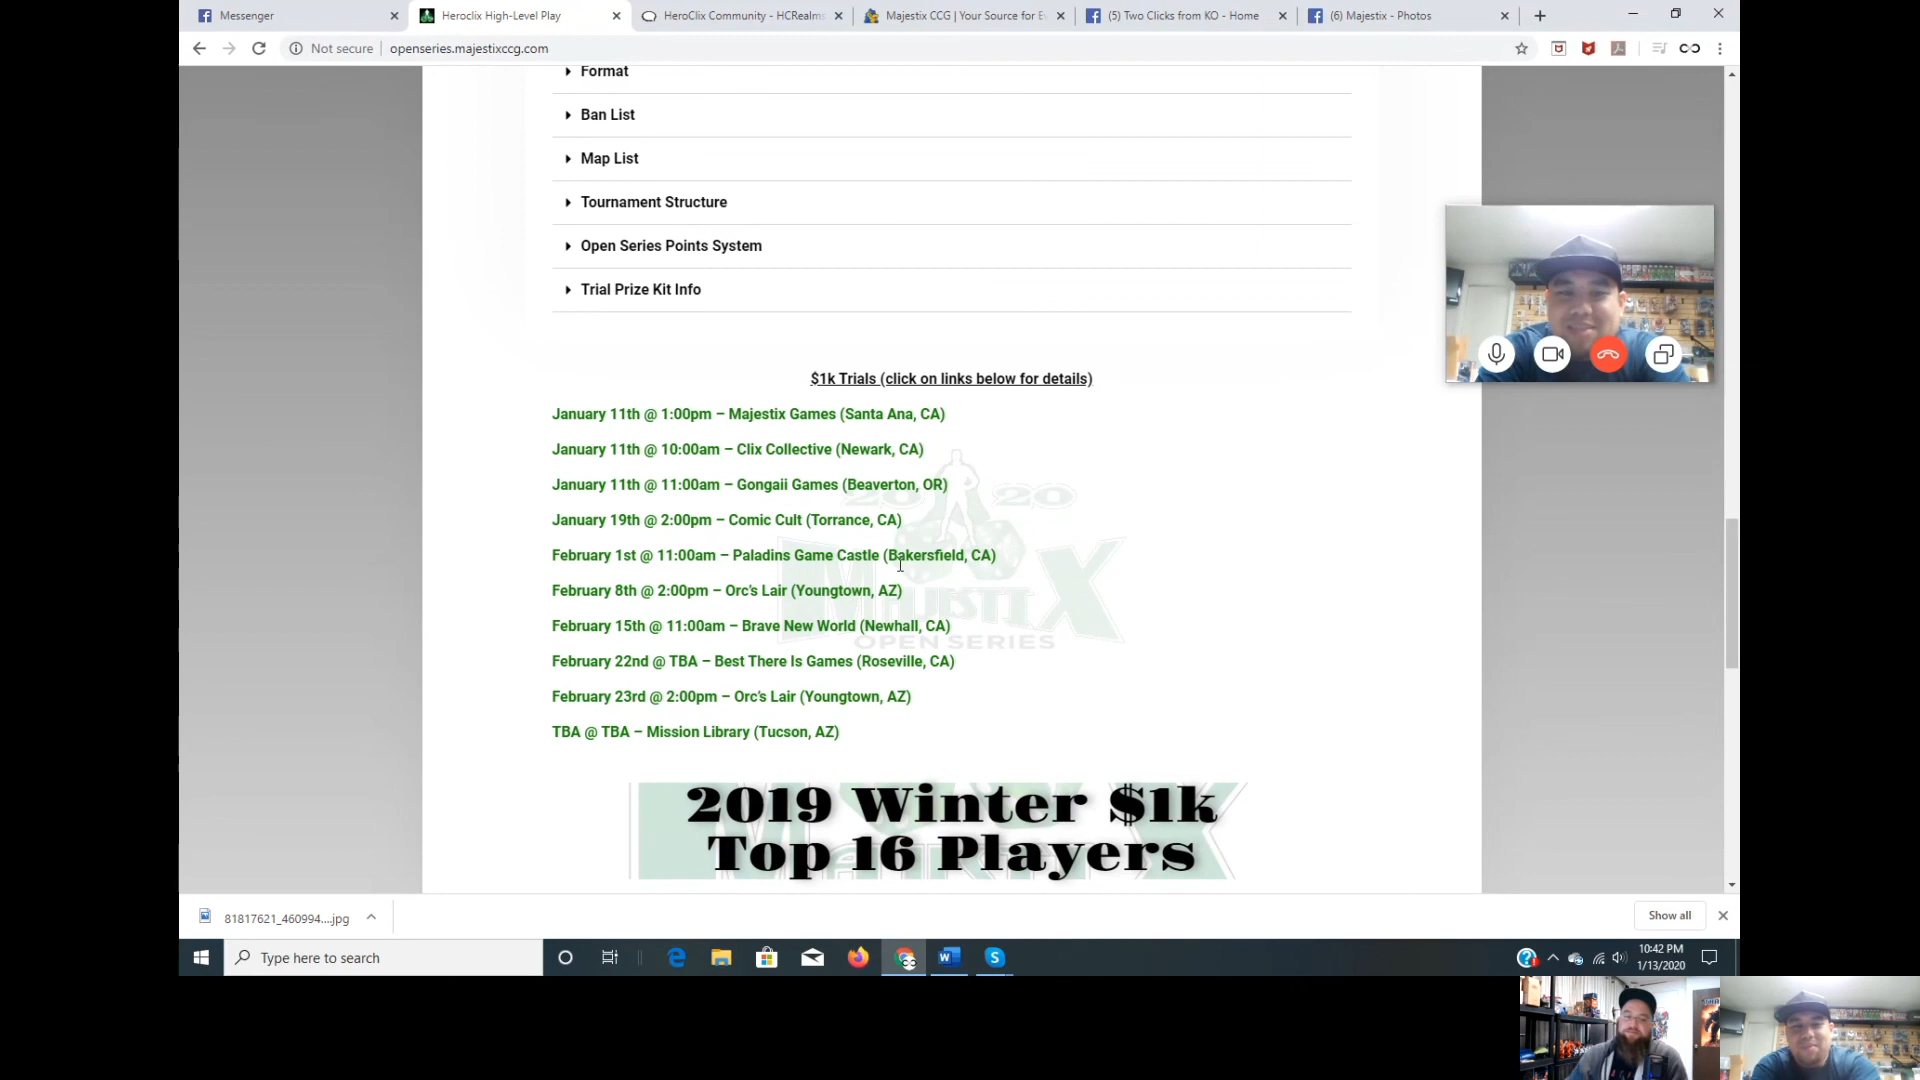 Messenger
Heroclix High-Level Play
HeroClix Community - HCRealms
Majestix CCG | Your Source for E
(5) Two Clicks from KO - Home
(6) Majestix - Photos
Not secure
openseries.majestixccg.com
Format
Ban List
Map List
Tournament Structure
Open Series Points System
Trial Prize Kit Info
$1k Trials (click on links below for details)
January 11th @ 1:00pm – Majestix Games (Santa Ana, CA)
January 11th @ 10:00am – Clix Collective (Newark, CA)
January 11th @ 11:00am – Gongaii Games (Beaverton, OR)
January 19th @ 2:00pm – Comic Cult (Torrance, CA)
February 1st @ 11:00am – Paladins Game Castle (Bakersfield, CA)
February 8th @ 2:00pm – Orc's Lair (Youngtown, AZ)
February 15th @ 11:00am – Brave New World (Newhall, CA)
February 22nd @ TBA – Best There Is Games (Roseville, CA)
February 23rd @ 2:00pm – Orc's Lair (Youngtown, AZ)
TBA @ TBA – Mission Library (Tucson, AZ)
2020
MAJESTIX
OPEN SERIES
2019 Winter $1k
Top 16 Players
81817621_460994....jpg
Show all
Type here to search
10:42 PM
1/13/2020